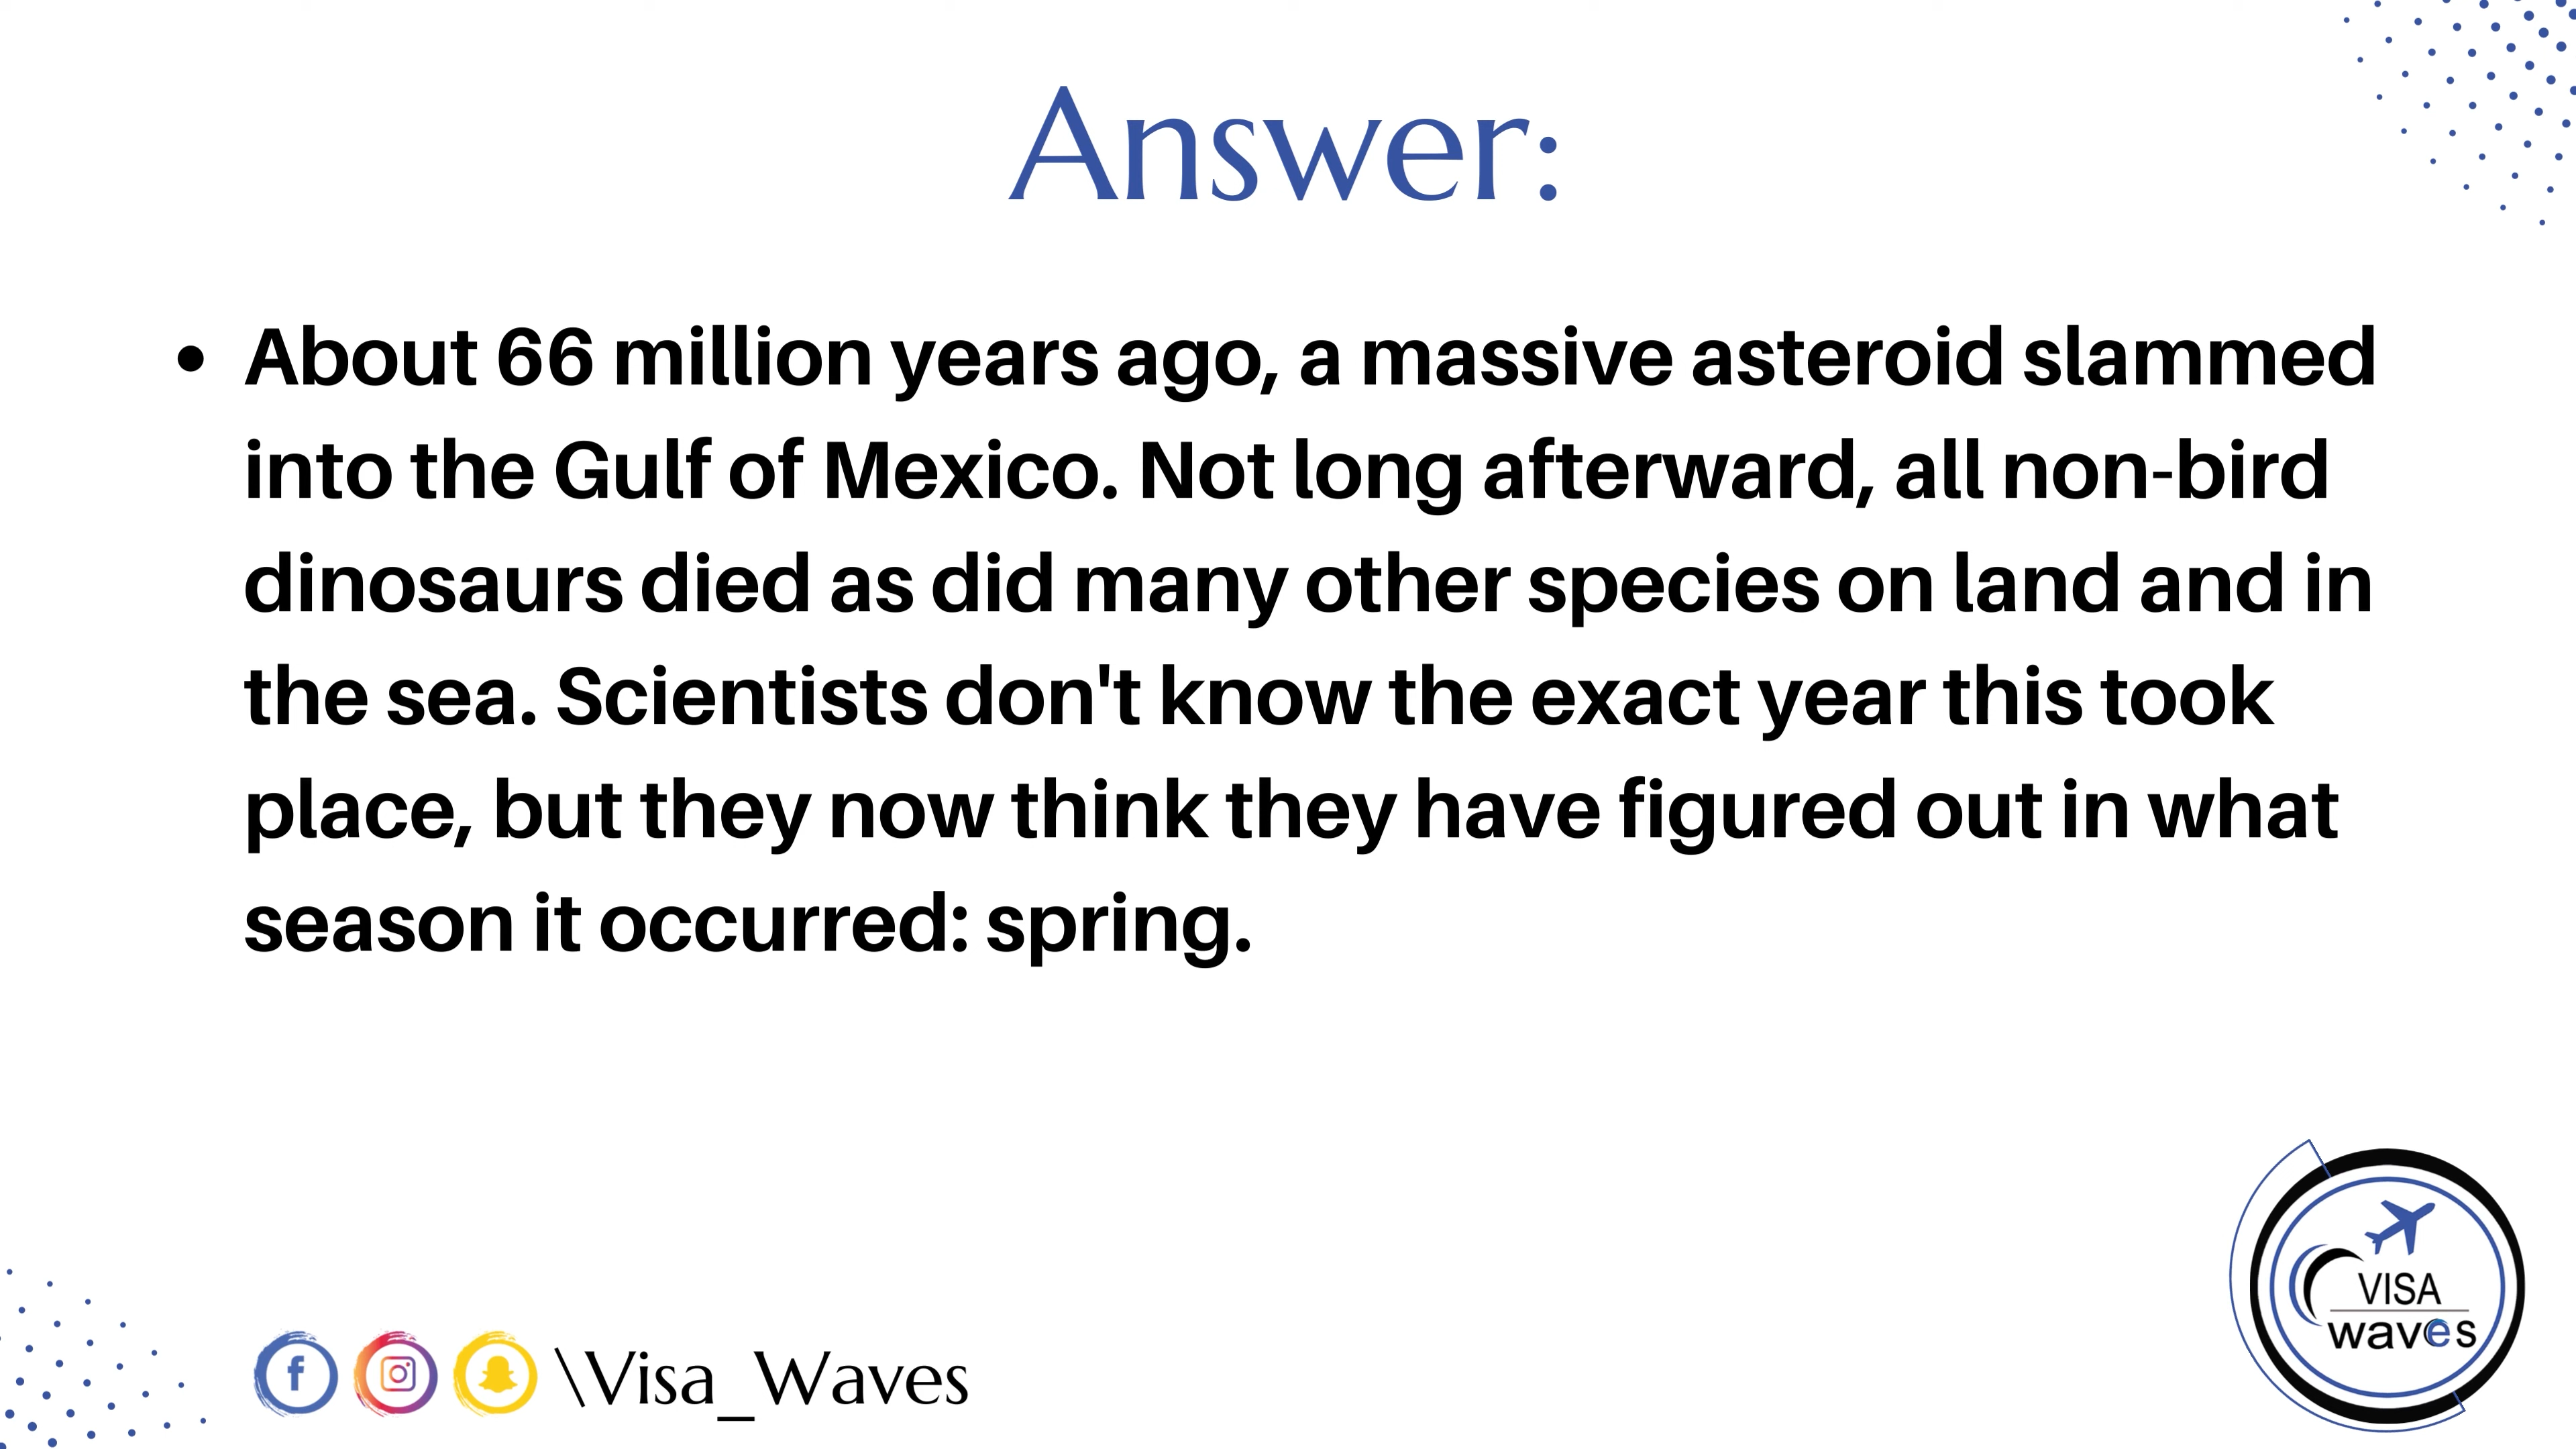 Answer:
• About 66 million years ago, a massive asteroid slammed
into the Gulf of Mexico. Not long afterward, all non-bird
dinosaurs died as did many other species on land and in
the sea. Scientists don't know the exact year this took
place, but they now think they have figured out in what
season it occurred: spring.
VISA
waves
\Visa_Waves